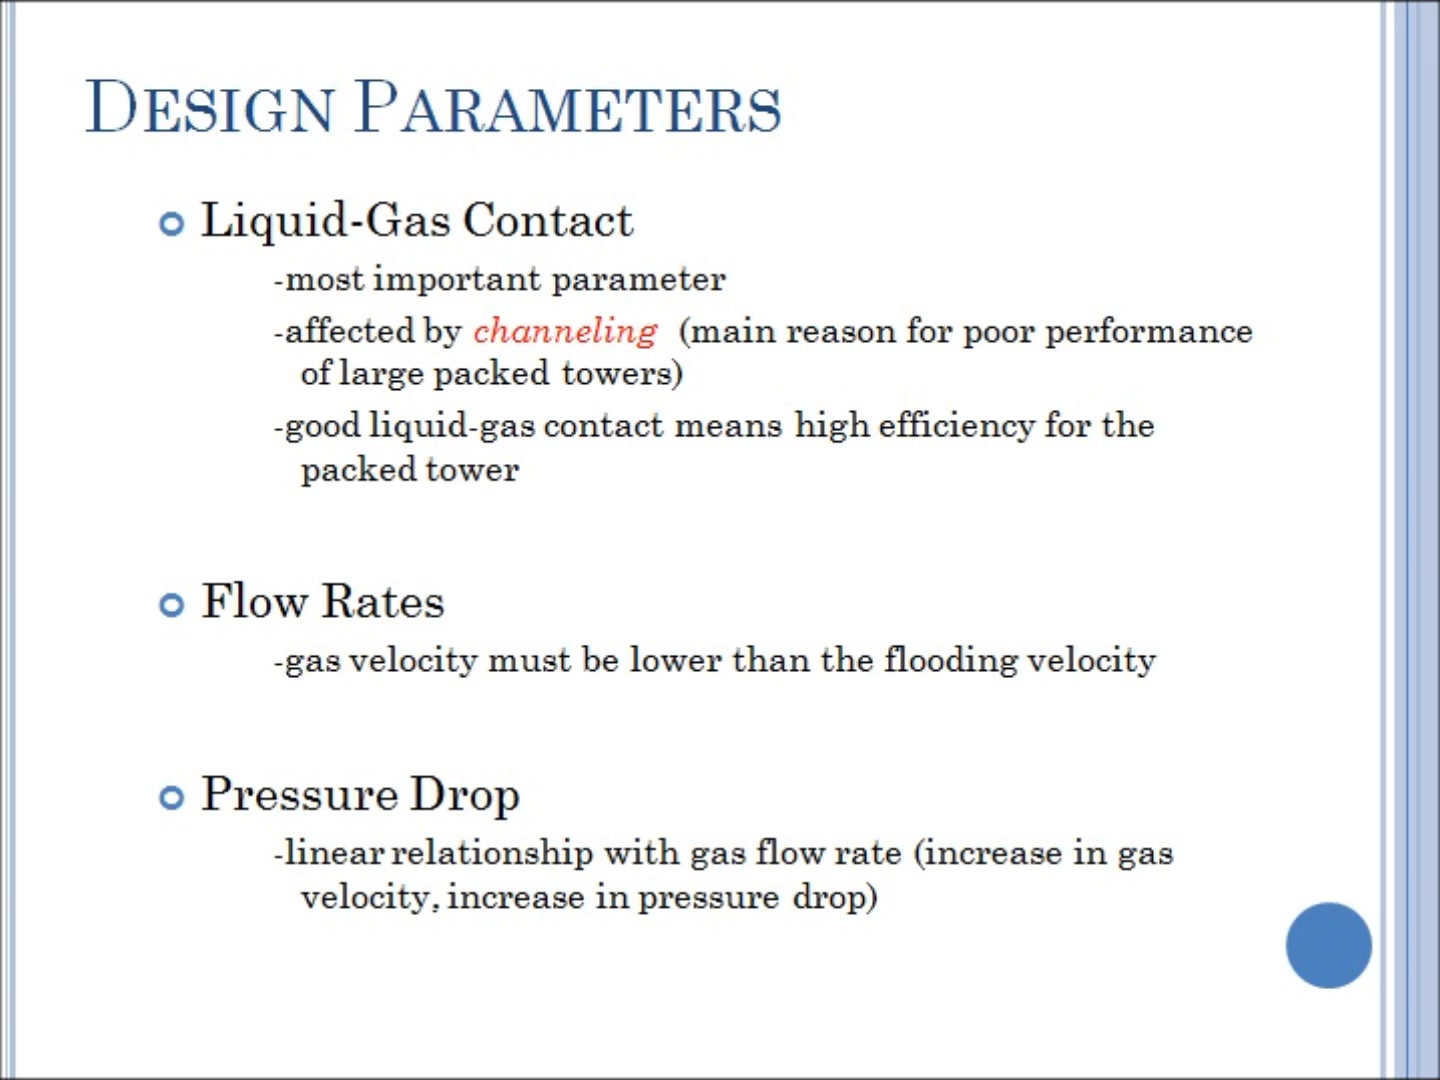 DESIGN PARAMETERS
Liquid-Gas Contact
-most important parameter
-affected by channeling (main reason for poor performance
of large packed towers)
-good liquid-gas contact means high efficiency for the
packed tower
Flow Rates
-gas velocity must be lower than the flooding velocity
Pressure Drop
-linear relationship with gas flow rate (increase in gas
velocity, increase in pressure drop)